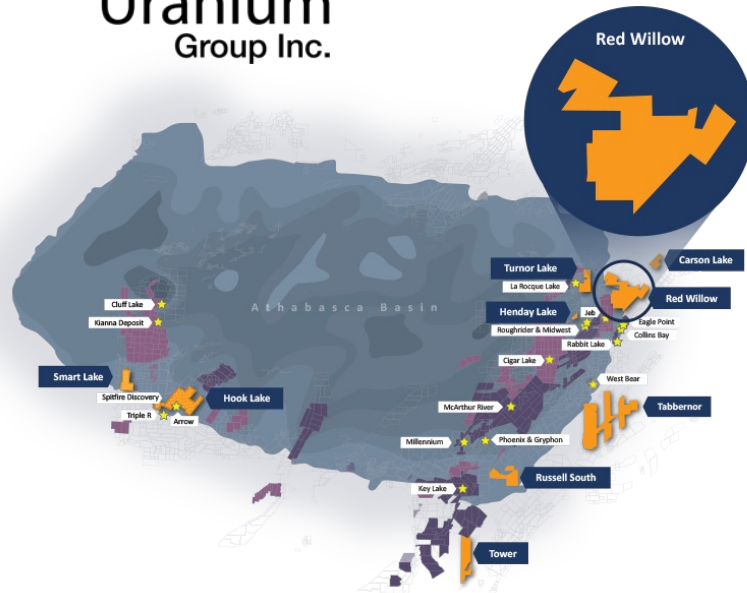 Uranium
Group Inc.
Red Willow
Carson Lake
Turnor Lake
La Rocque Lake
Red Willow
Henday Lake
Jeb
Eagle Point
Roughrider & Midwest
Collins Bay
Rabbit Lake
Athabasca Basin
Cluff Lake
Kianna Deposit
Cigar Lake
Smart Lake
West Bear
Spitfire Discovery
Hook Lake
McArthur River
Tabbernor
Triple R
Arrow
Millennium
Phoenix & Gryphon
Russell South
Key Lake
Tower